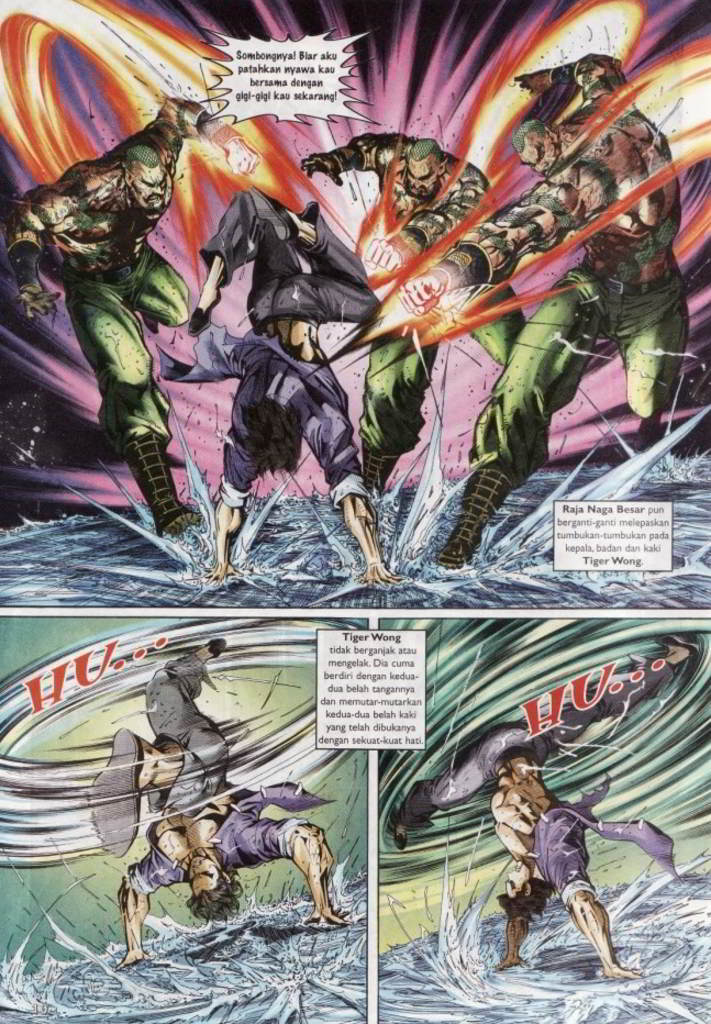 Sombongnya! Biar aku
patahkan nyawa kau
bersama dengan
gigi-gigi kau sekarang!
Raja Naga Besar pun
berganti-ganti melepaskan
tumbukan-tumbukan pada
kepala, badan dan kaki
Tiger Wong.
HU...
Tiger Wong
tidak berganjak atau
mengelak. Dia cuma
berdiri dengan kedua-
dua belah tangannya
dan memutar-mutarkan
kedua-dua belah kaki
yang telah dibukanya
dengan sekuat-kuat hati.
HU...